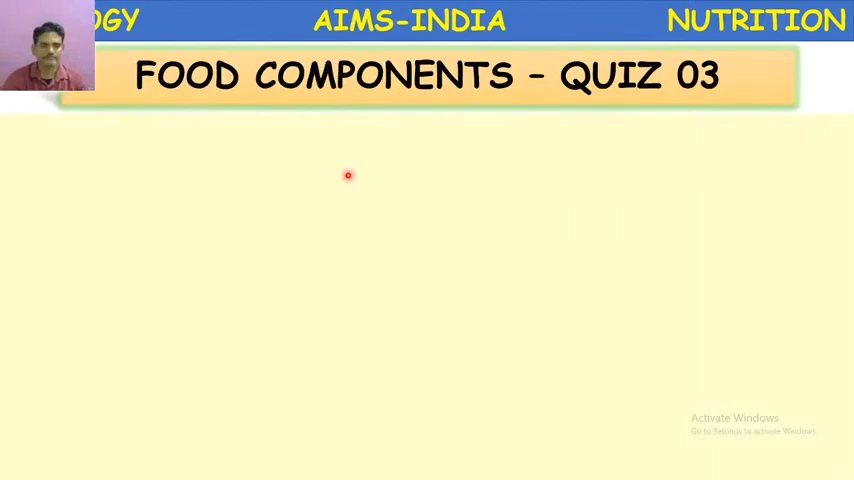 OGY AIMS-INDIA NUTRITION
FOOD COMPONENTS – QUIZ 03
Activate Windows
Go to Settings to activate Windows.